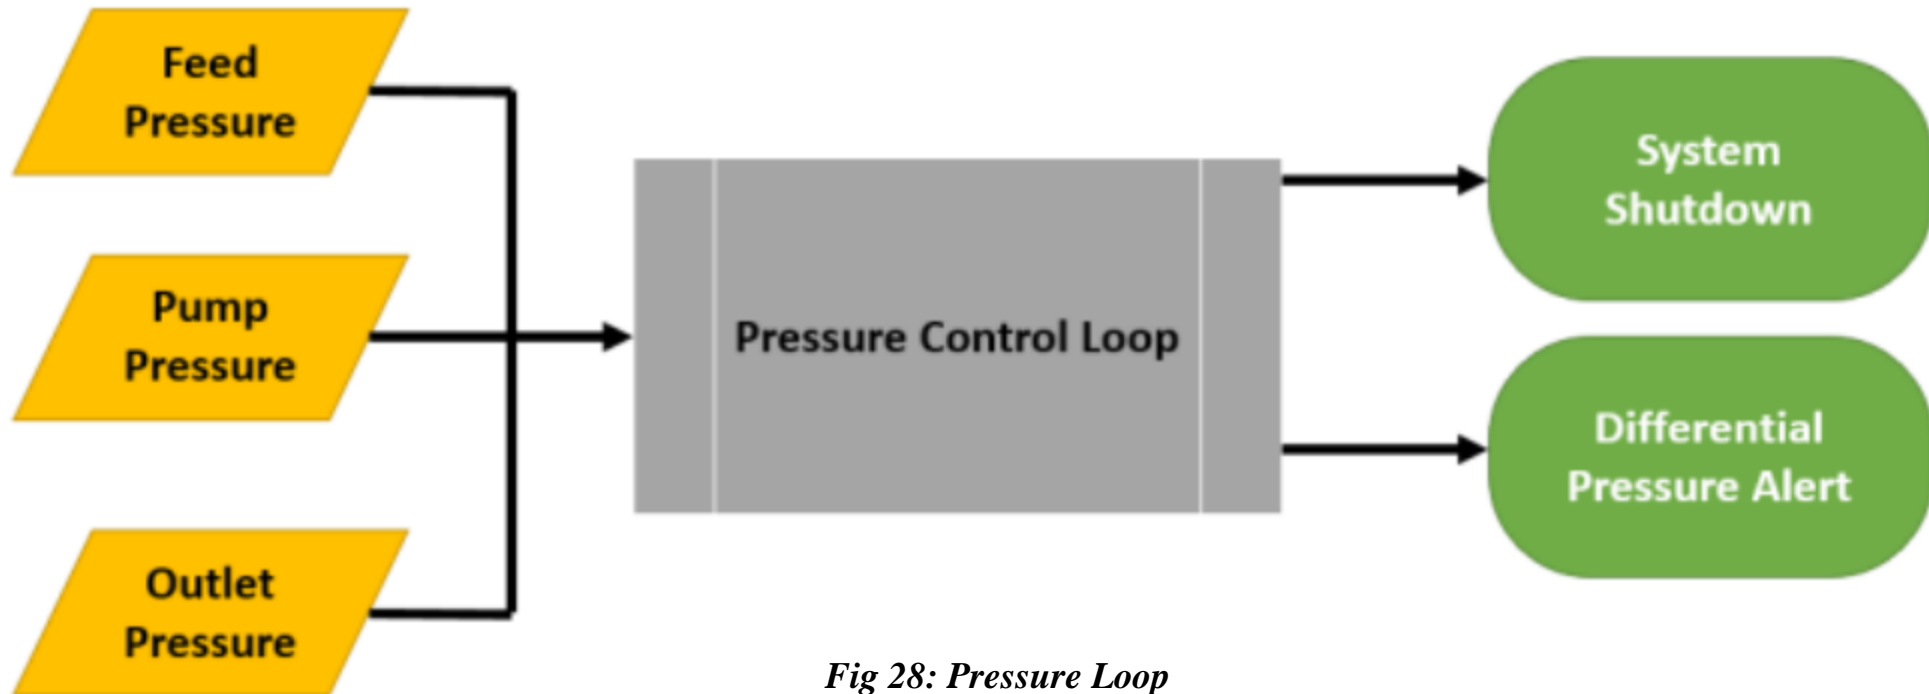 Feed
Pressure
Pump
Pressure
Outlet
Pressure
Pressure Control Loop
System
Shutdown
Differential
Pressure Alert
Fig 28: Pressure Loop